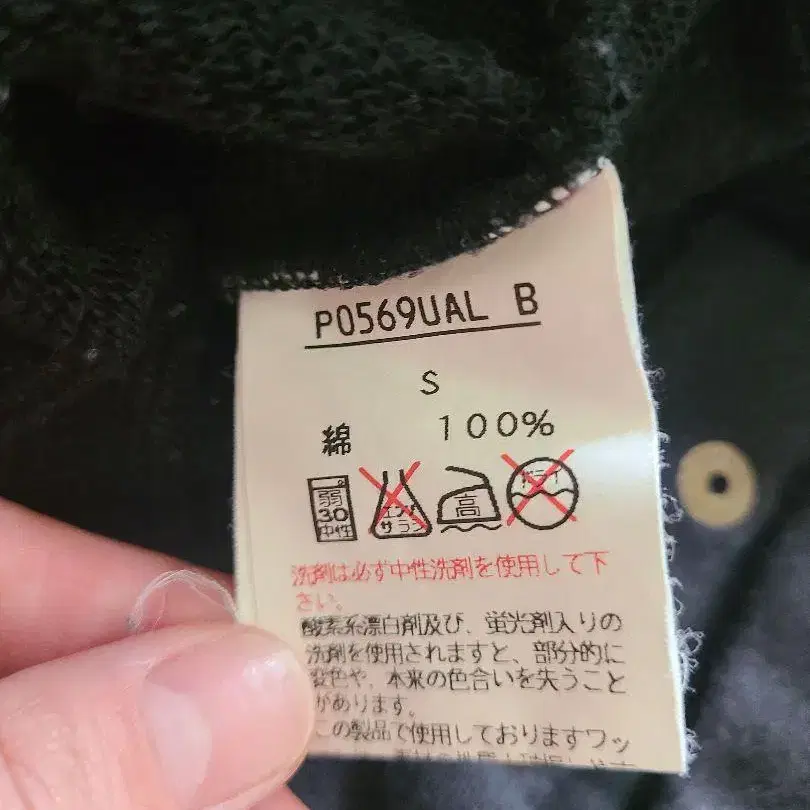 P0569UAL B
S
綿 100%
弱
30
中性
エンソ
サラシ
高
ドライ
洗剤は必ず中性洗剤を使用して下
さい。
酸素系漂白剤及び、蛍光剤入りの
洗剤を使用されますと、部分的に
変色や、本来の色合いを失うこと
があります。
この製品で使用しておりますワッ